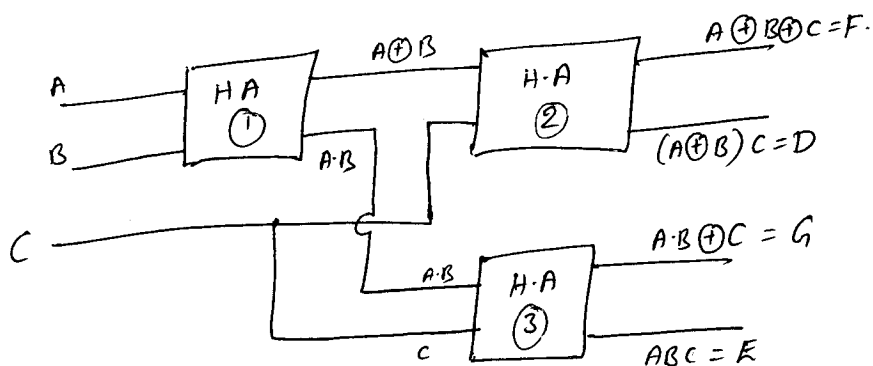 A
B
C
HA
①
A⊕B
A·B
H·A
②
A⊕B⊕C=F.
(A⊕B)C=D
A·B
C
H·A
③
A·B⊕C = G
ABC = E